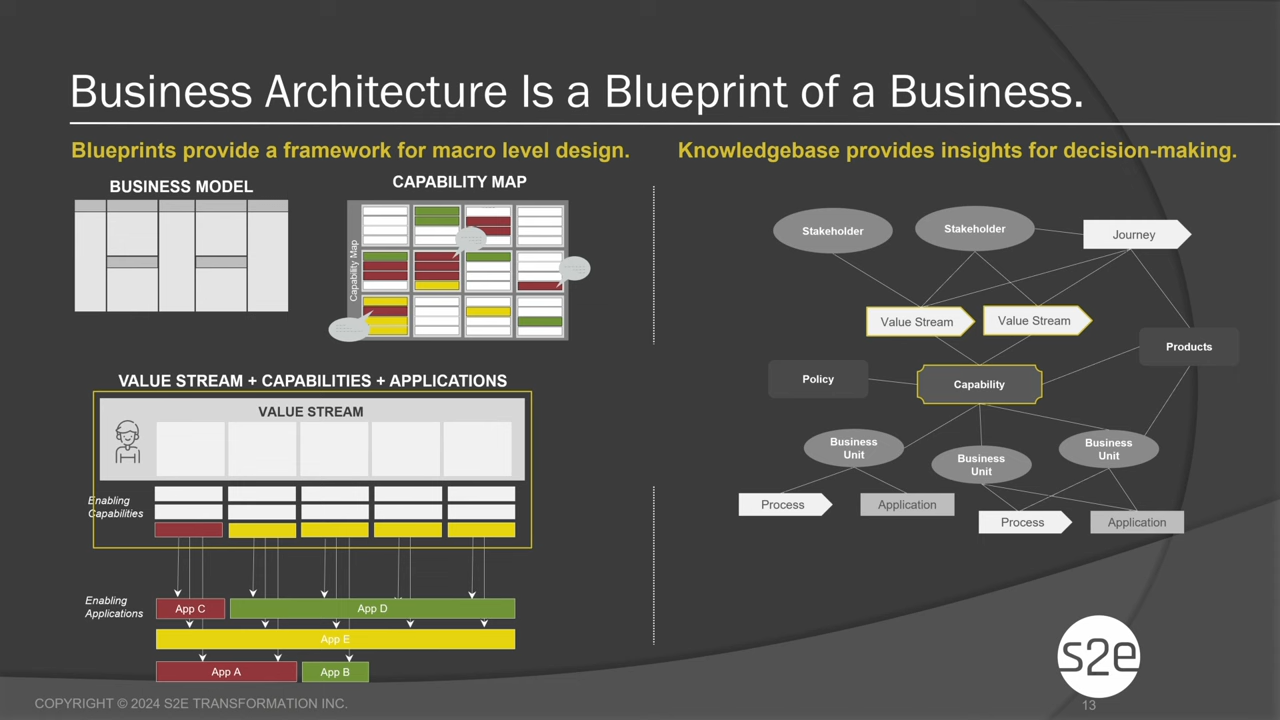 Business Architecture Is a Blueprint of a Business.
Blueprints provide a framework for macro level design.
Knowledgebase provides insights for decision-making.
BUSINESS MODEL
CAPABILITY MAP
Capability Map
VALUE STREAM + CAPABILITIES + APPLICATIONS
VALUE STREAM
Enabling
Capabilities
Enabling
Applications
App C
App D
App E
App A
App B
Stakeholder
Stakeholder
Journey
Value Stream
Value Stream
Products
Policy
Capability
Business
Unit
Business
Unit
Business
Unit
Process
Application
Process
Application
s2e
COPYRIGHT © 2024 S2E TRANSFORMATION INC.
13